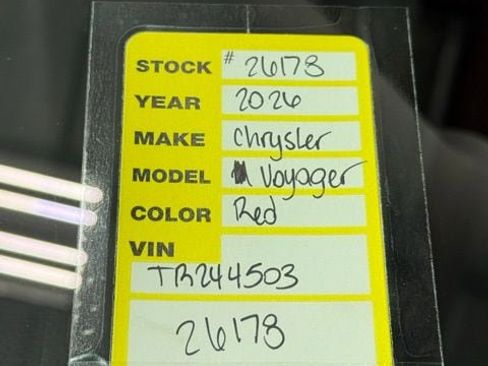 STOCK # 26178
YEAR 2026
MAKE Chrysler
MODEL Voyager
COLOR Red
VIN
TR244503
26178